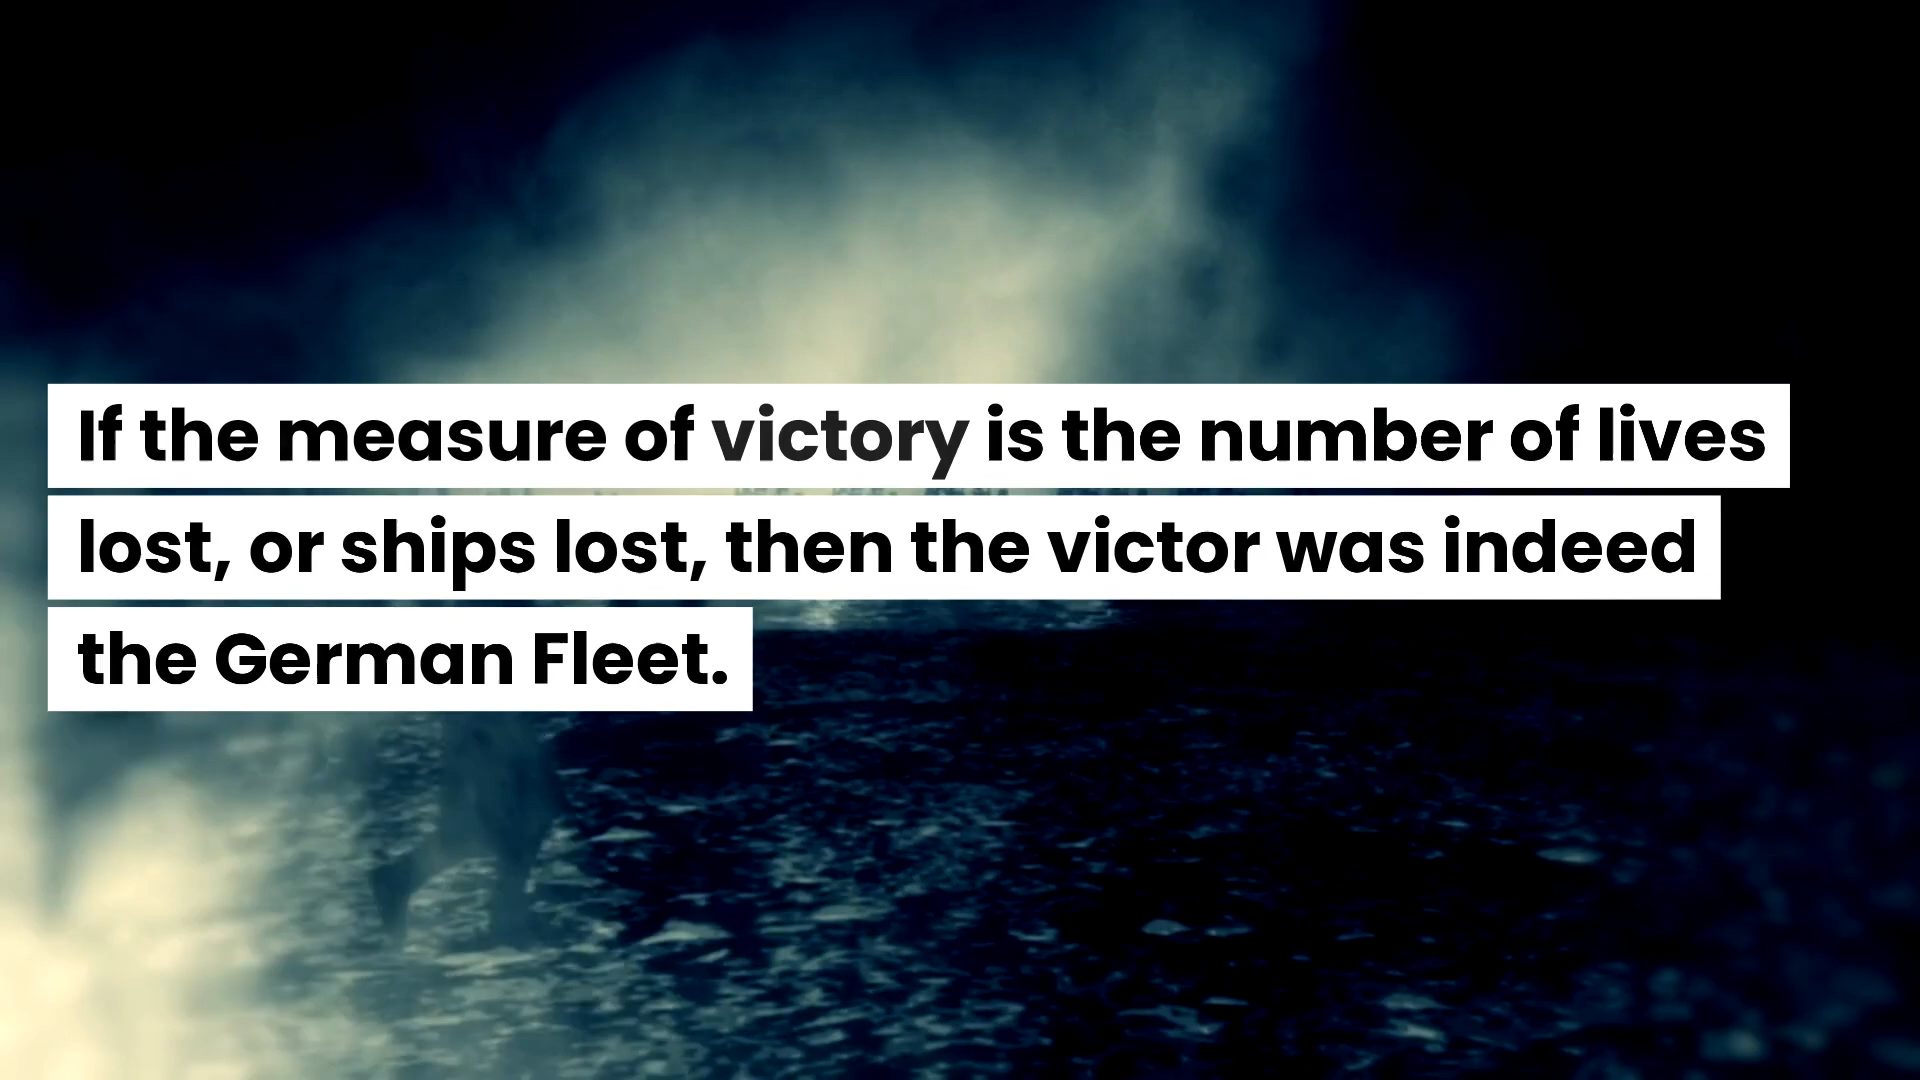 If the measure of victory is the number of lives
lost, or ships lost, then the victor was indeed
the German Fleet.